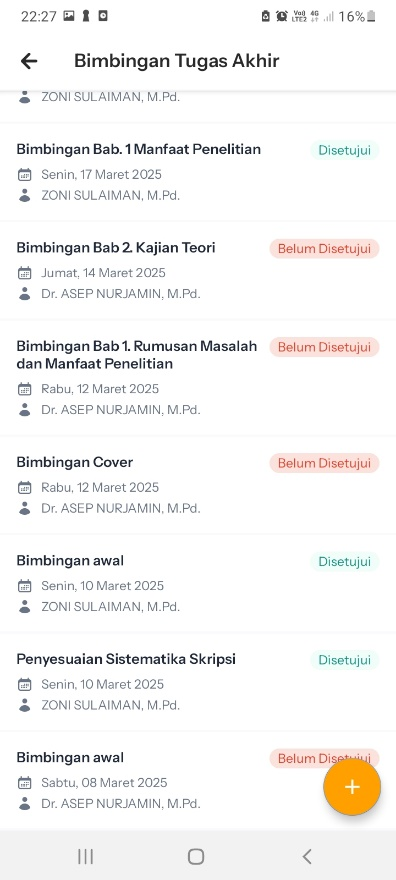 22:27
Voo) 4G
LTE2
16%
Bimbingan Tugas Akhir
ZONI SULAIMAN, M.Pd.
Bimbingan Bab. 1 Manfaat Penelitian
Disetujui
Senin, 17 Maret 2025
ZONI SULAIMAN, M.Pd.
Bimbingan Bab 2. Kajian Teori
Belum Disetujui
Jumat, 14 Maret 2025
Dr. ASEP NURJAMIN, M.Pd.
Bimbingan Bab 1. Rumusan Masalah
dan Manfaat Penelitian
Belum Disetujui
Rabu, 12 Maret 2025
Dr. ASEP NURJAMIN, M.Pd.
Bimbingan Cover
Belum Disetujui
Rabu, 12 Maret 2025
Dr. ASEP NURJAMIN, M.Pd.
Bimbingan awal
Disetujui
Senin, 10 Maret 2025
ZONI SULAIMAN, M.Pd.
Penyesuaian Sistematika Skripsi
Disetujui
Senin, 10 Maret 2025
ZONI SULAIMAN, M.Pd.
Bimbingan awal
Belum Disetujui
Sabtu, 08 Maret 2025
Dr. ASEP NURJAMIN, M.Pd.
+